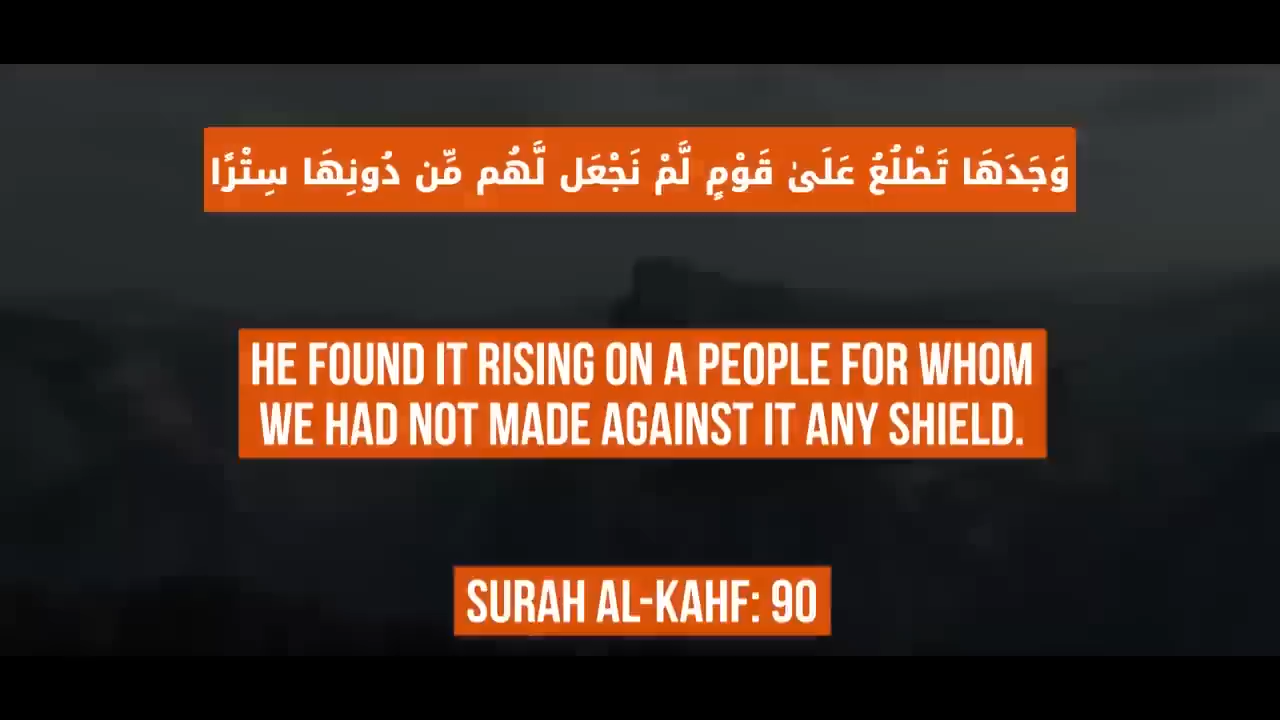 وَجَدَهَا تَطْلُعُ عَلَىٰ قَوْمٍ لَّمْ نَجْعَل لَّهُم مِّن دُونِهَا سِتْرًا
HE FOUND IT RISING ON A PEOPLE FOR WHOM
WE HAD NOT MADE AGAINST IT ANY SHIELD.
SURAH AL-KAHF: 90